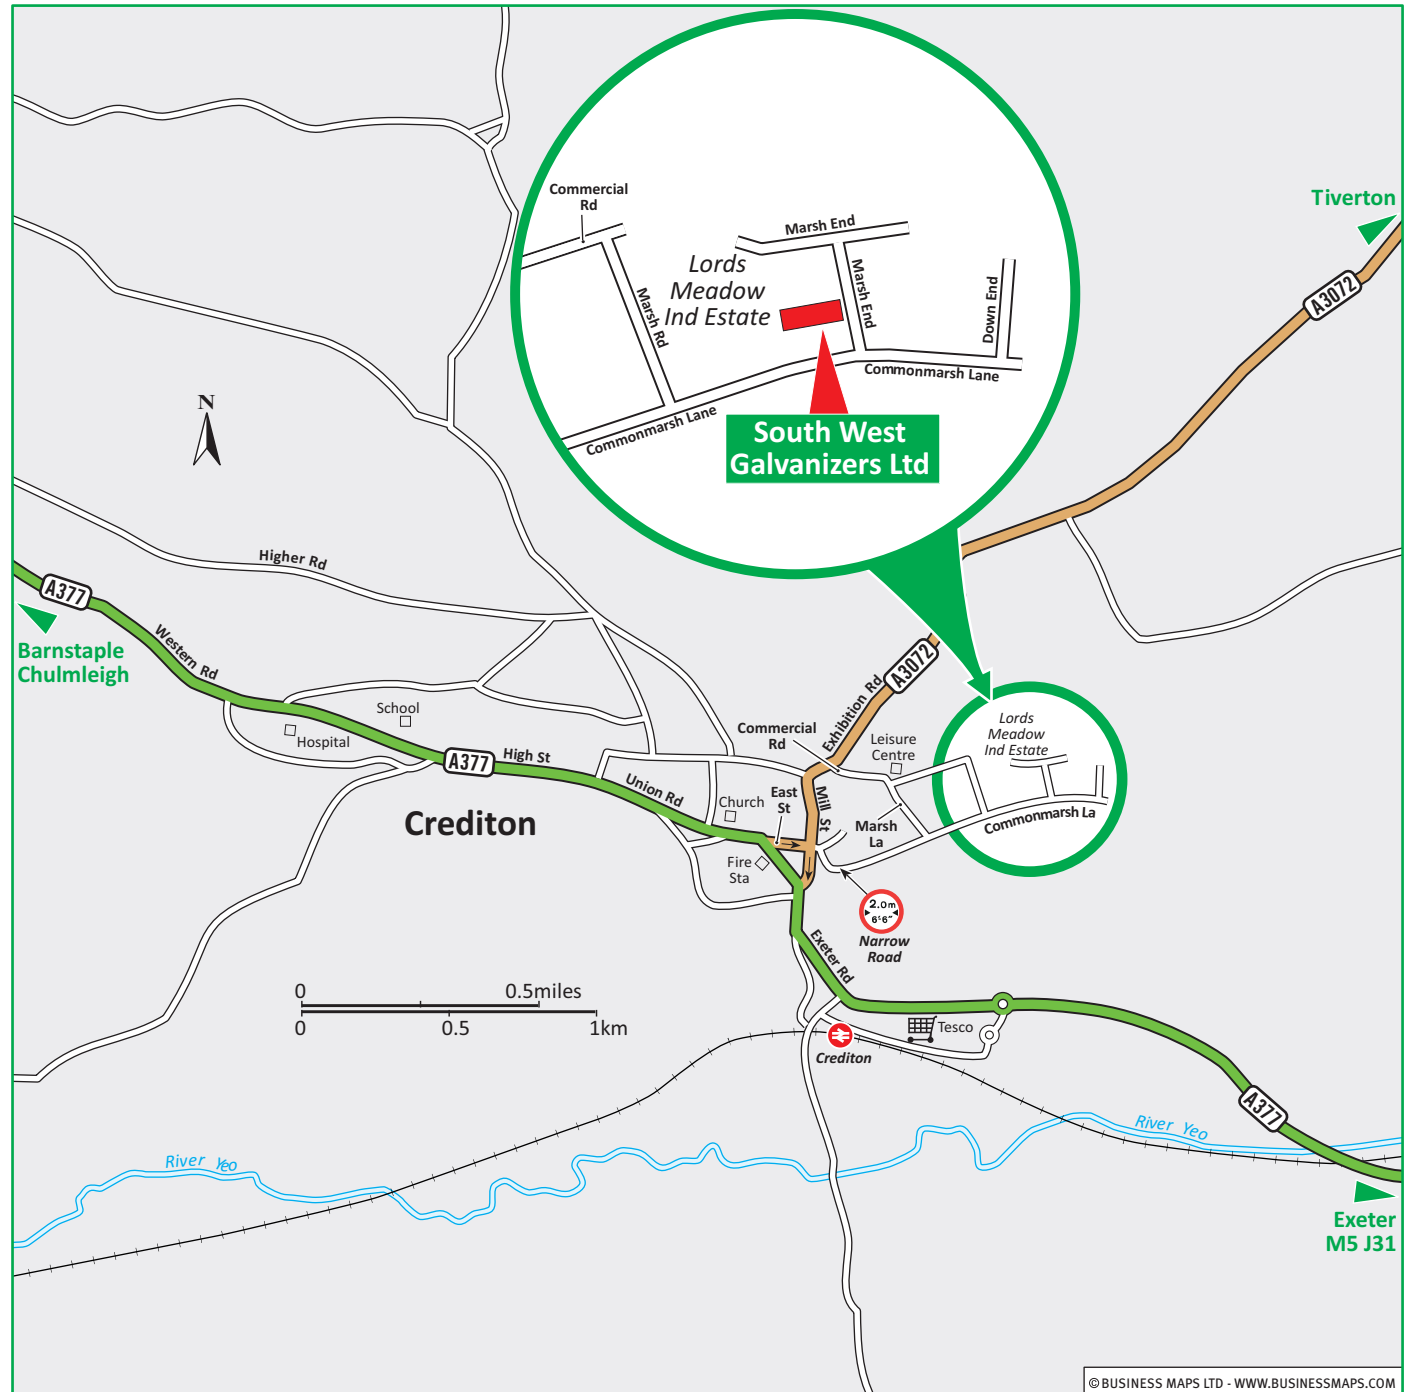 Commercial
Rd
Marsh End
Tiverton
Lords
Meadow
Ind Estate
Marsh Rd
Marsh End
Down End
A3072
Commonmarsh Lane
Commonmarsh Lane
South West
Galvanizers Ltd
N
Higher Rd
A377
Barnstaple
Chulmleigh
Western Rd
A3072
Exhibition Rd
School
Hospital
Commercial
Rd
Leisure
Centre
Lords
Meadow
Ind Estate
A377
High St
Union Rd
Church
East
St
Mill St
Marsh
La
Commonmarsh La
Crediton
Fire
Sta
2.0m
6'6"
Narrow
Road
Exeter Rd
0
0.5miles
0
0.5
1km
Tesco
Crediton
A377
River Yeo
River Yeo
Exeter
M5 J31
© BUSINESS MAPS LTD - WWW.BUSINESSMAPS.COM